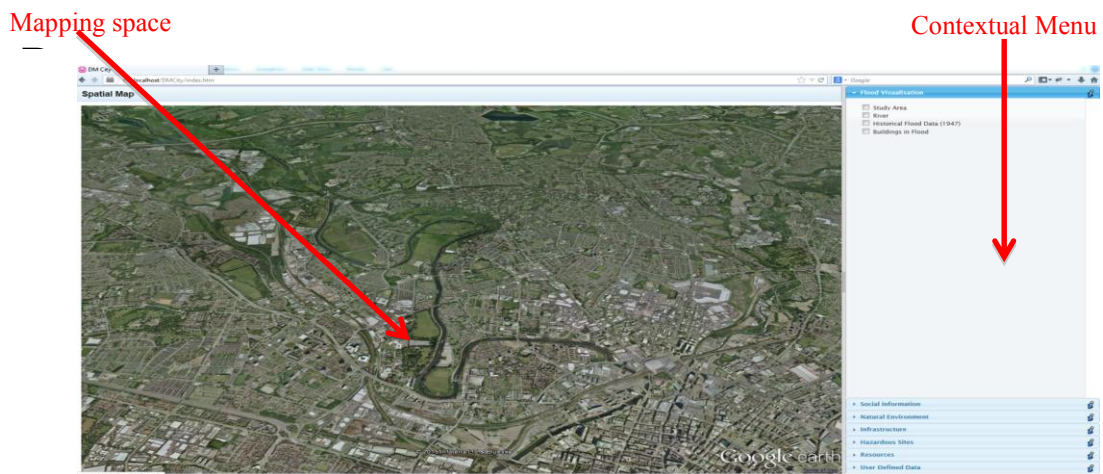 Mapping space
Contextual Menu
DM City
localhost/DMCity/index.htm
Google
Spatial Map
Flood Visualisation
Study Area
River
Historical Flood Data (1947)
Buildings in Flood
Social Information
Natural Environment
Infrastructure
Hazardous Sites
Resources
User Defined Data
Google earth